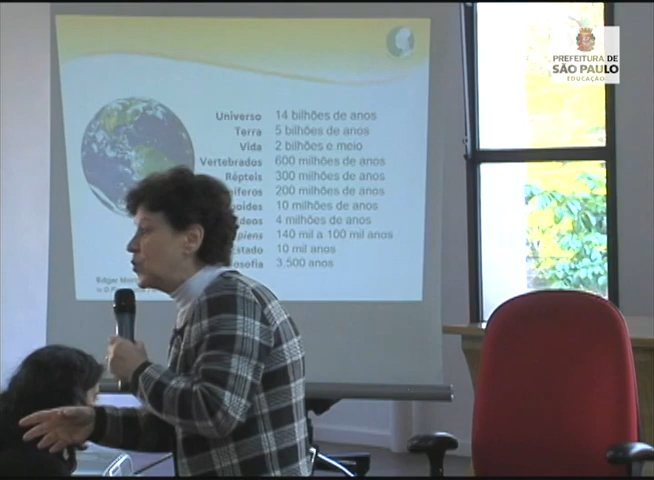 PREFEITURA DE
SÃO PAULO
EDUCAÇÃO
Universo 14 bilhões de anos
Terra 5 bilhões de anos
Vida 2 bilhões e meio
Vertebrados 600 milhões de anos
Répteis 300 milhões de anos
200 milhões de anos
10 milhões de anos
4 milhões de anos
140 mil a 100 mil anos
Estado 10 mil anos
3.500 anos
Edgar